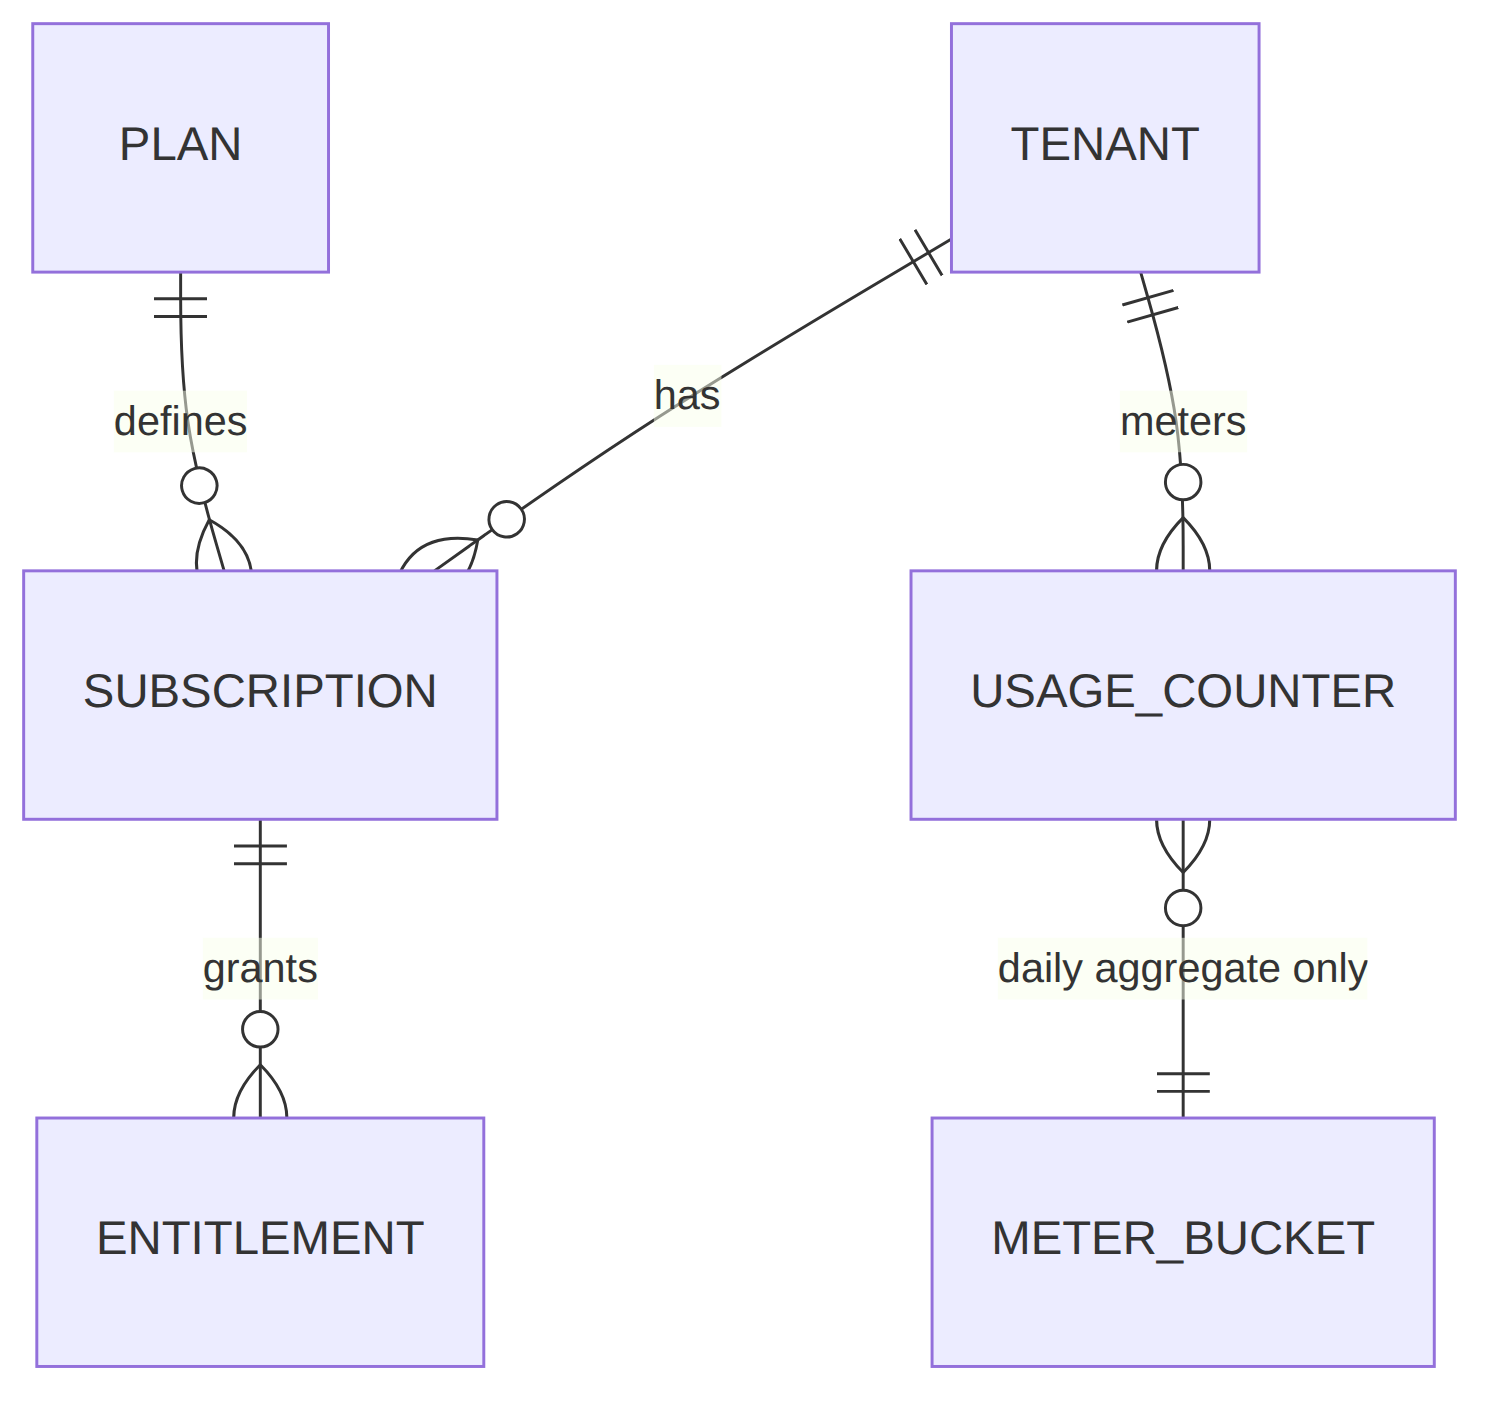 PLAN
TENANT
defines
has
meters
SUBSCRIPTION
USAGE_COUNTER
grants
daily aggregate only
ENTITLEMENT
METER_BUCKET